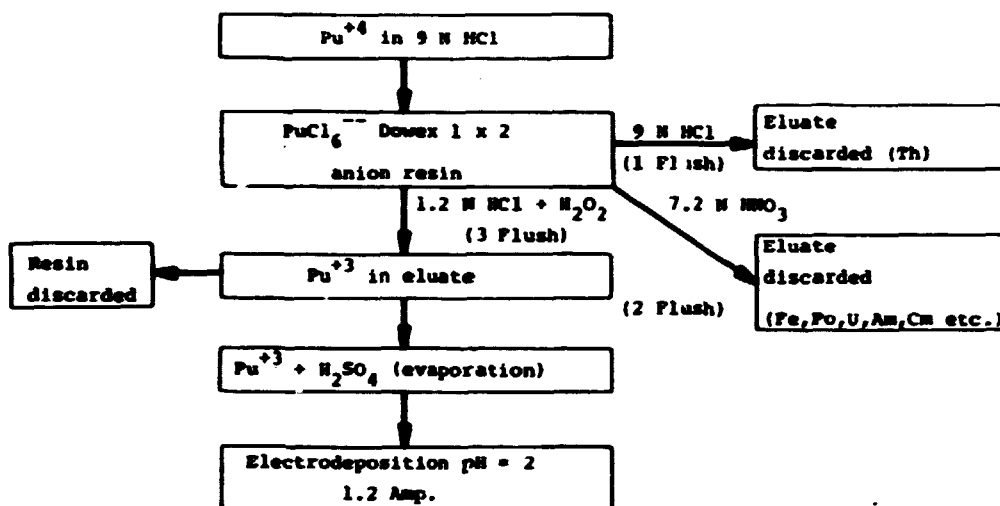 Pu+4 in 9 N HCl
PuCl6-- Dowex 1 x 2
anion resin
9 N HCl
(1 Flush)
Eluate
discarded (Th)
1.2 N HCl + H2O2
(3 Flush)
7.2 N HNO3
Eluate
discarded
(Fe,Po,U,Am,Cm etc.)
(2 Flush)
Resin
discarded
Pu+3 in eluate
Pu+3 + H2SO4 (evaporation)
Electrodeposition pH = 2
1.2 Amp.